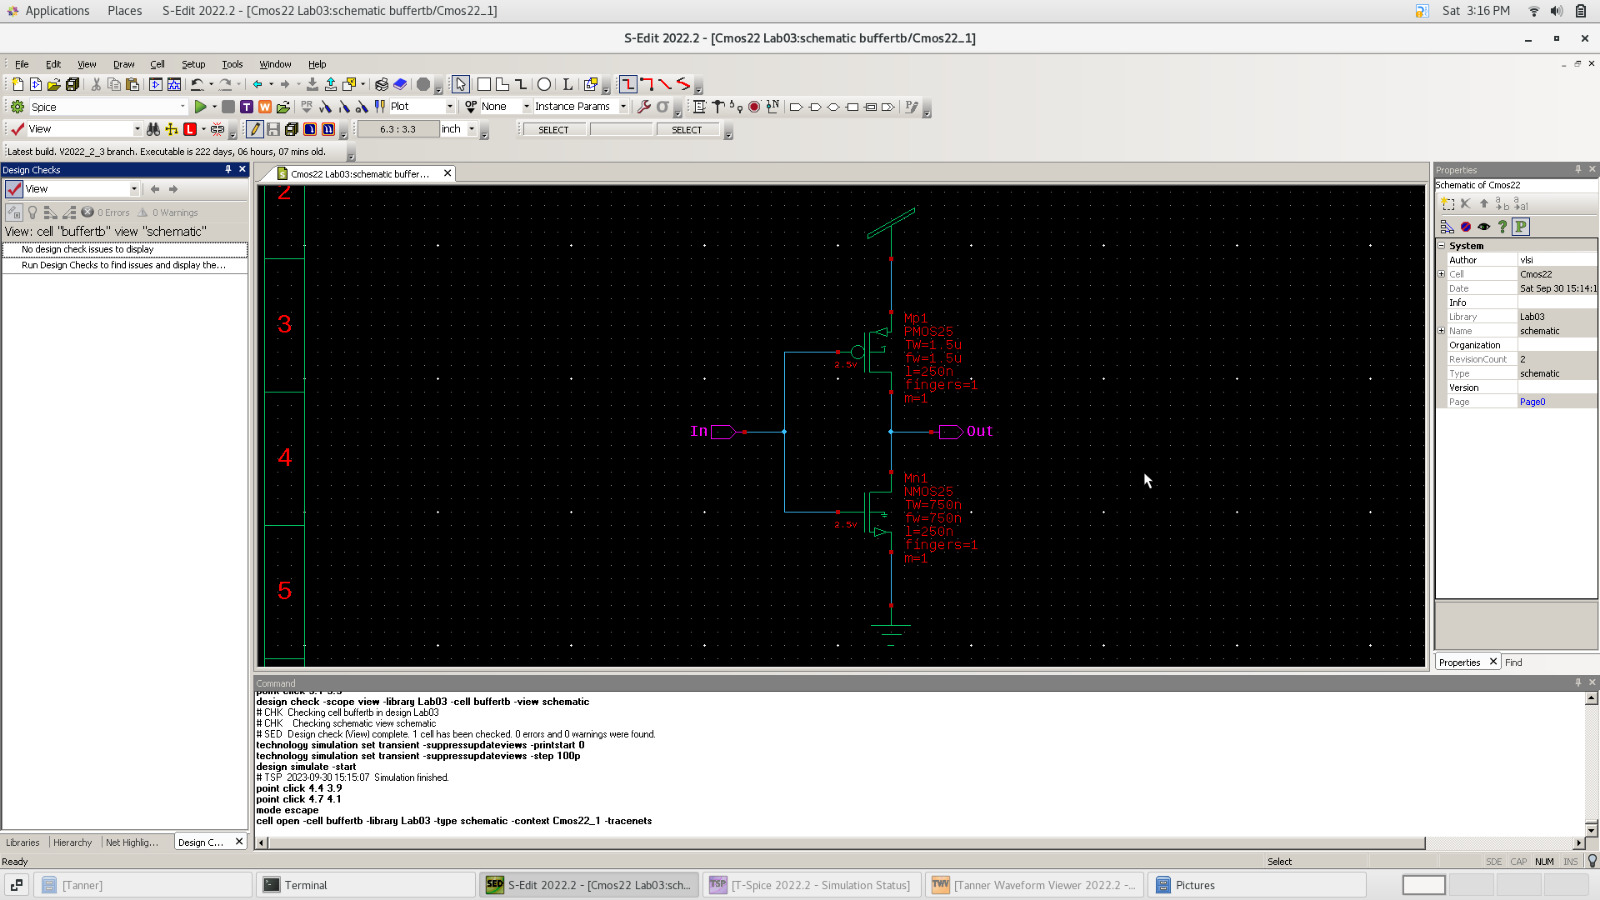 Applications Places S-Edit 2022.2 - [Cmos22 Lab03:schematic buffertb/Cmos22_1] Sat 3:16 PM
S-Edit 2022.2 - [Cmos22 Lab03:schematic buffertb/Cmos22_1]
File Edit View Draw Cell Setup Tools Window Help
Spice Plot OP None Instance Params
View 6.3 : 3.3 inch SELECT SELECT
Latest build. V2022_2_3 branch. Executable is 222 days, 06 hours, 07 mins old.
Design Checks
View
0 Errors 0 Warnings
View: cell "buffertb" view "schematic"
No design check issues to display
Run Design Checks to find issues and display the...
Libraries Hierarchy Net Highlig... Design C...
Cmos22 Lab03:schematic buffer...
2
3
4
5
Mp1
PMOS25
TW=1.5u
fw=1.5u
l=250n
fingers=1
m=1
2.5v
In
Out
Mn1
NMOS25
TW=750n
fw=750n
l=250n
fingers=1
m=1
2.5v
Properties
Schematic of Cmos22
System
Author vlsi
Cell Cmos22
Date Sat Sep 30 15:14:1
Info
Library Lab03
Name schematic
Organization
RevisionCount 2
Type schematic
Version
Page Page0
Properties Find
Command
design check -scope view -library Lab03 -cell buffertb -view schematic
# CHK Checking cell buffertb in design Lab03
# CHK Checking schematic view schematic
# SED Design check (View) complete. 1 cell has been checked. 0 errors and 0 warnings were found.
technology simulation set transient -suppressupdateviews -printstart 0
technology simulation set transient -suppressupdateviews -step 100p
design simulate -start
# TSP 2023-09-30 15:15:07 Simulation finished.
point click 4.4 3.9
point click 4.7 4.1
mode escape
cell open -cell buffertb -library Lab03 -type schematic -context Cmos22_1 -tracenets
Ready Select SDE CAP NUM INS
[Tanner] Terminal SED S-Edit 2022.2 - [Cmos22 Lab03:sch... TSP [T-Spice 2022.2 - Simulation Status] TWV [Tanner Waveform Viewer 2022.2 -... Pictures